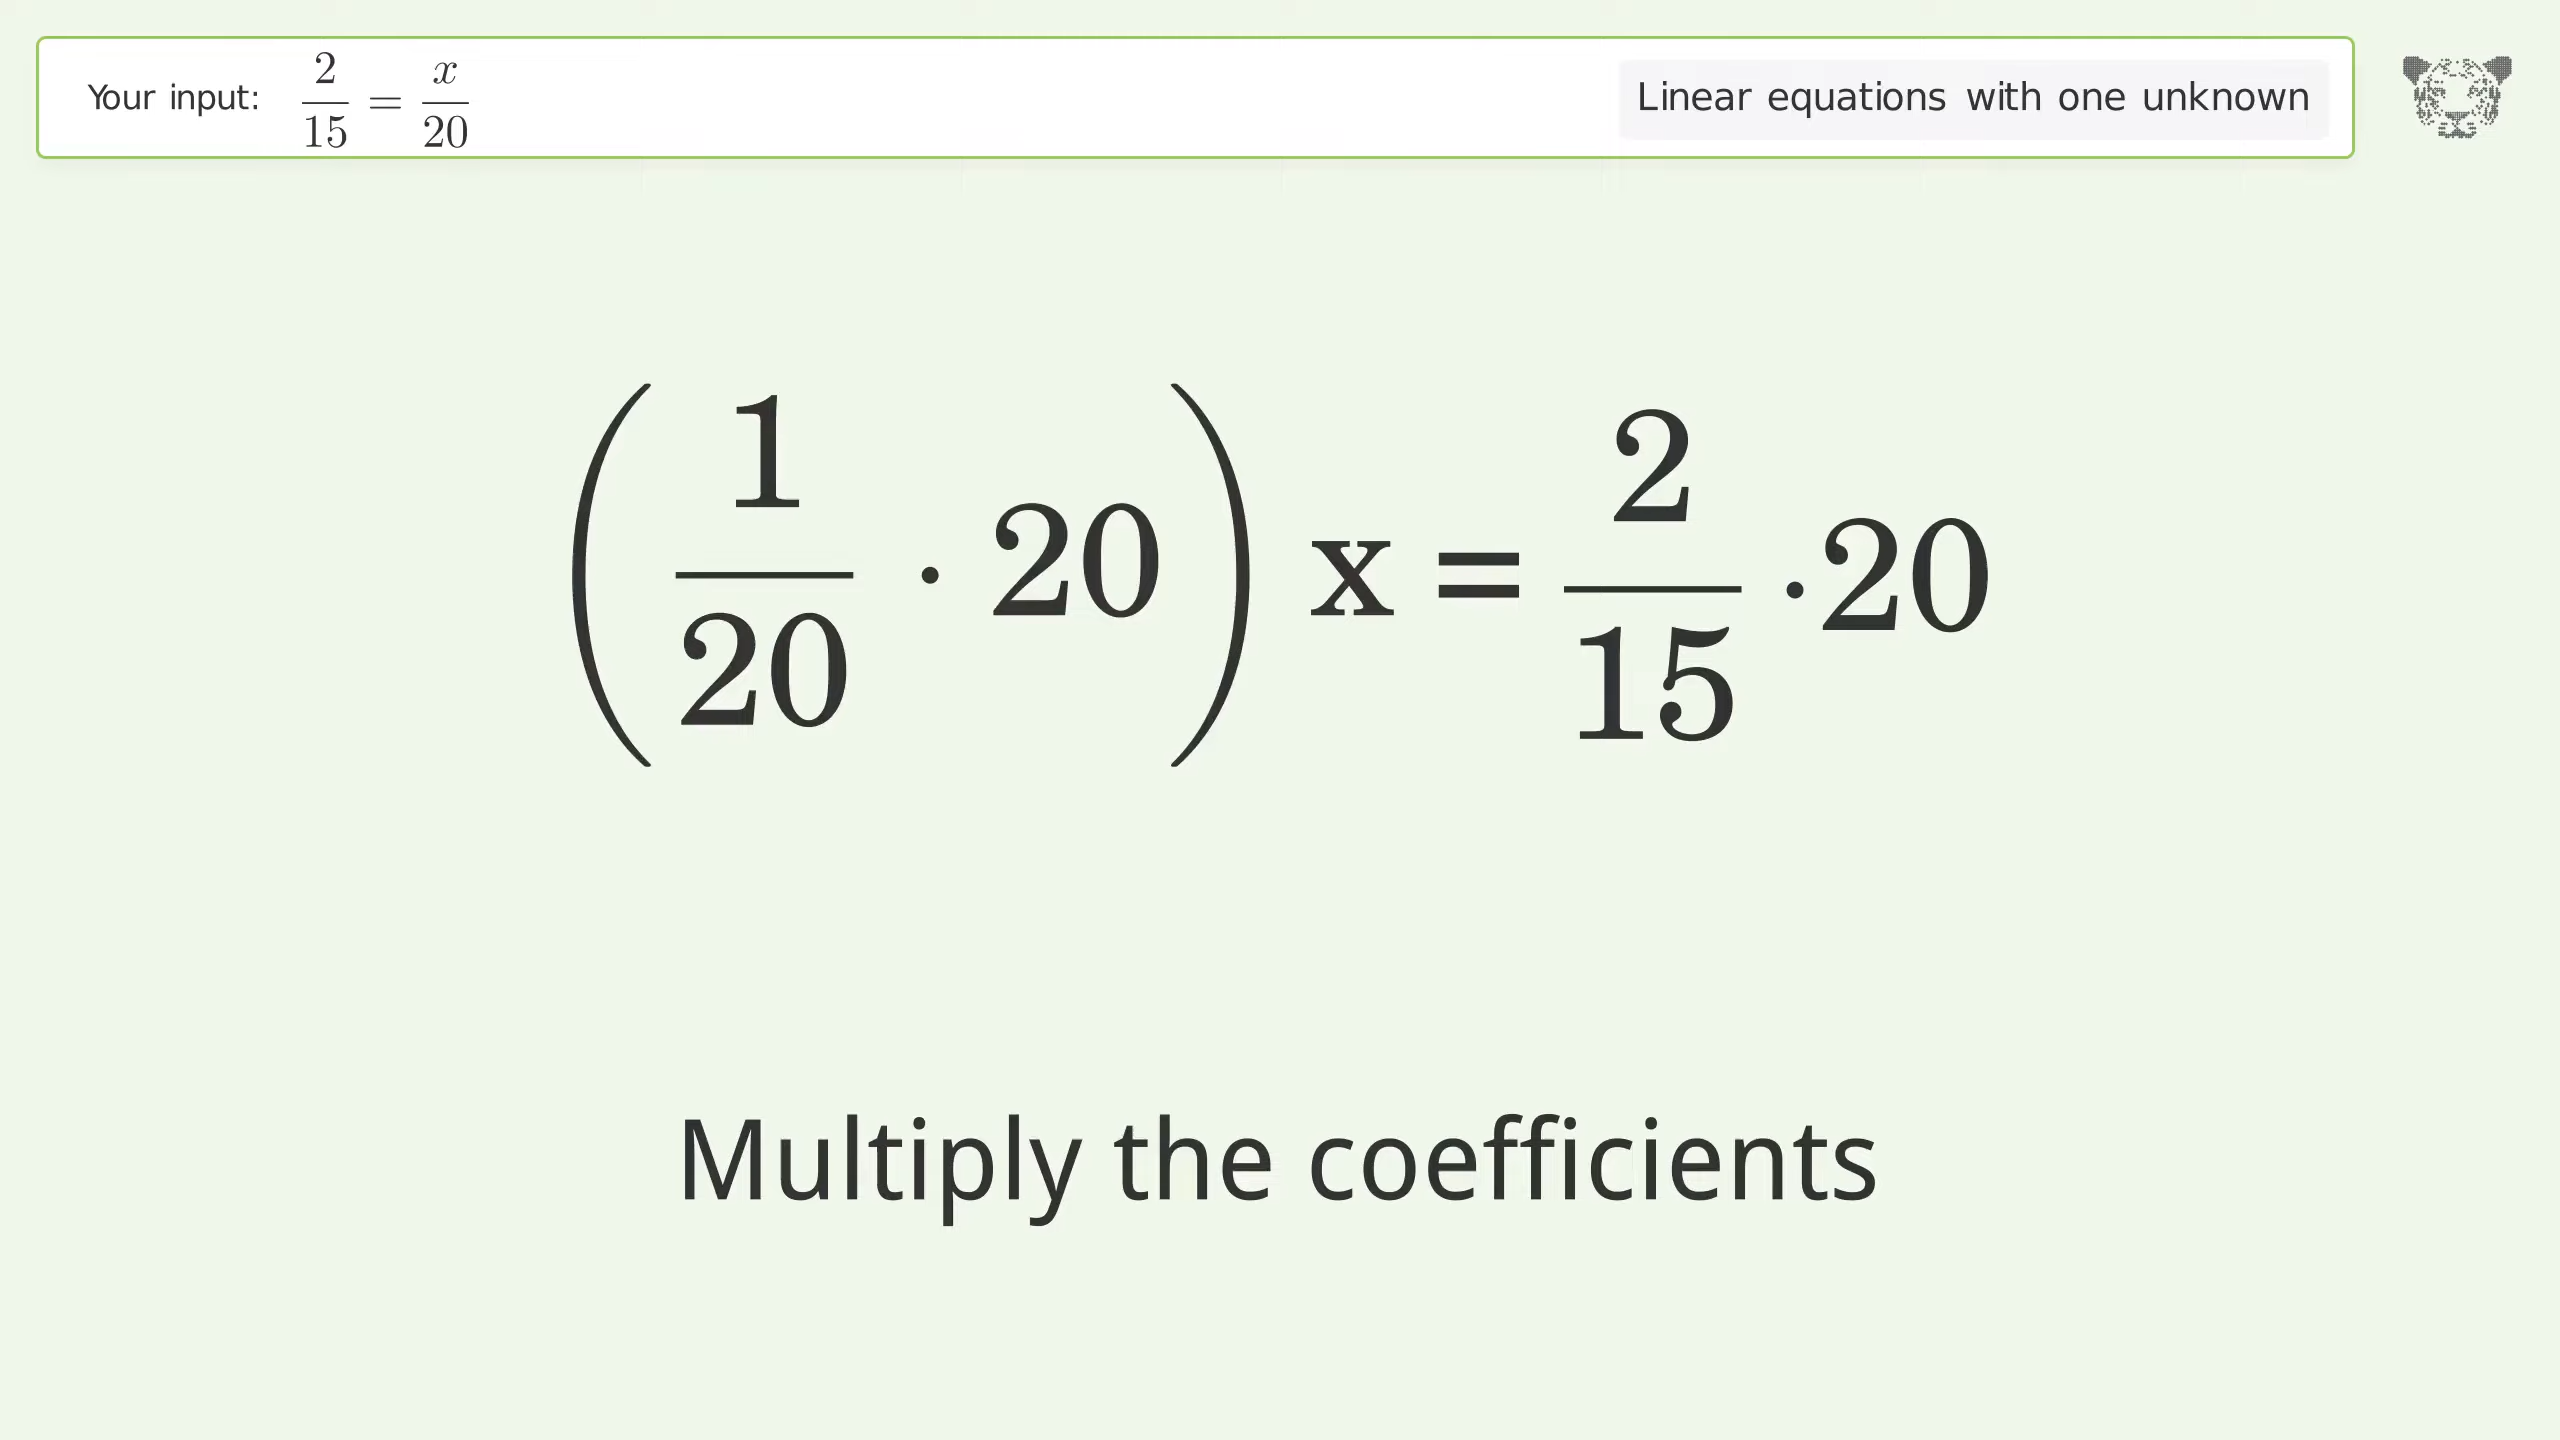 Your input: 2/15 = x/20
Linear equations with one unknown
(1/20 · 20) x = 2/15 · 20
Multiply the coefficients